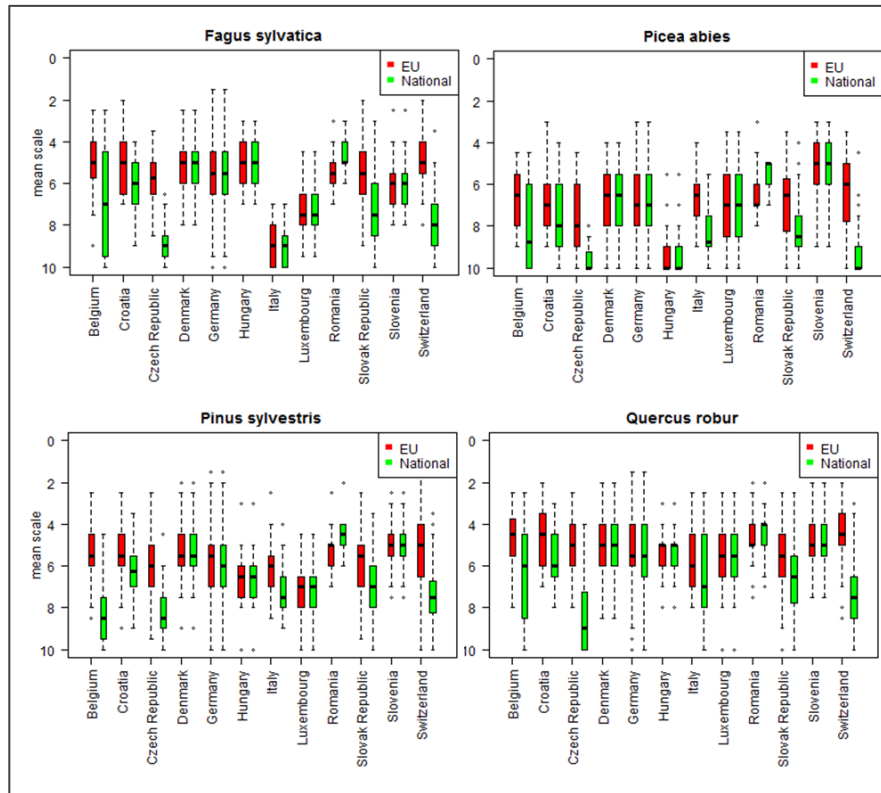 Fagus sylvatica
EU
National
mean scale
0
2
4
6
8
10
Belgium
Croatia
Czech Republic
Denmark
Germany
Hungary
Italy
Luxembourg
Romania
Slovak Republic
Slovenia
Switzerland
Picea abies
EU
National
0
2
4
6
8
10
Belgium
Croatia
Czech Republic
Denmark
Germany
Hungary
Italy
Luxembourg
Romania
Slovak Republic
Slovenia
Switzerland
Pinus sylvestris
EU
National
mean scale
0
2
4
6
8
10
Belgium
Croatia
Czech Republic
Denmark
Germany
Hungary
Italy
Luxembourg
Romania
Slovak Republic
Slovenia
Switzerland
Quercus robur
EU
National
0
2
4
6
8
10
Belgium
Croatia
Czech Republic
Denmark
Germany
Hungary
Italy
Luxembourg
Romania
Slovak Republic
Slovenia
Switzerland